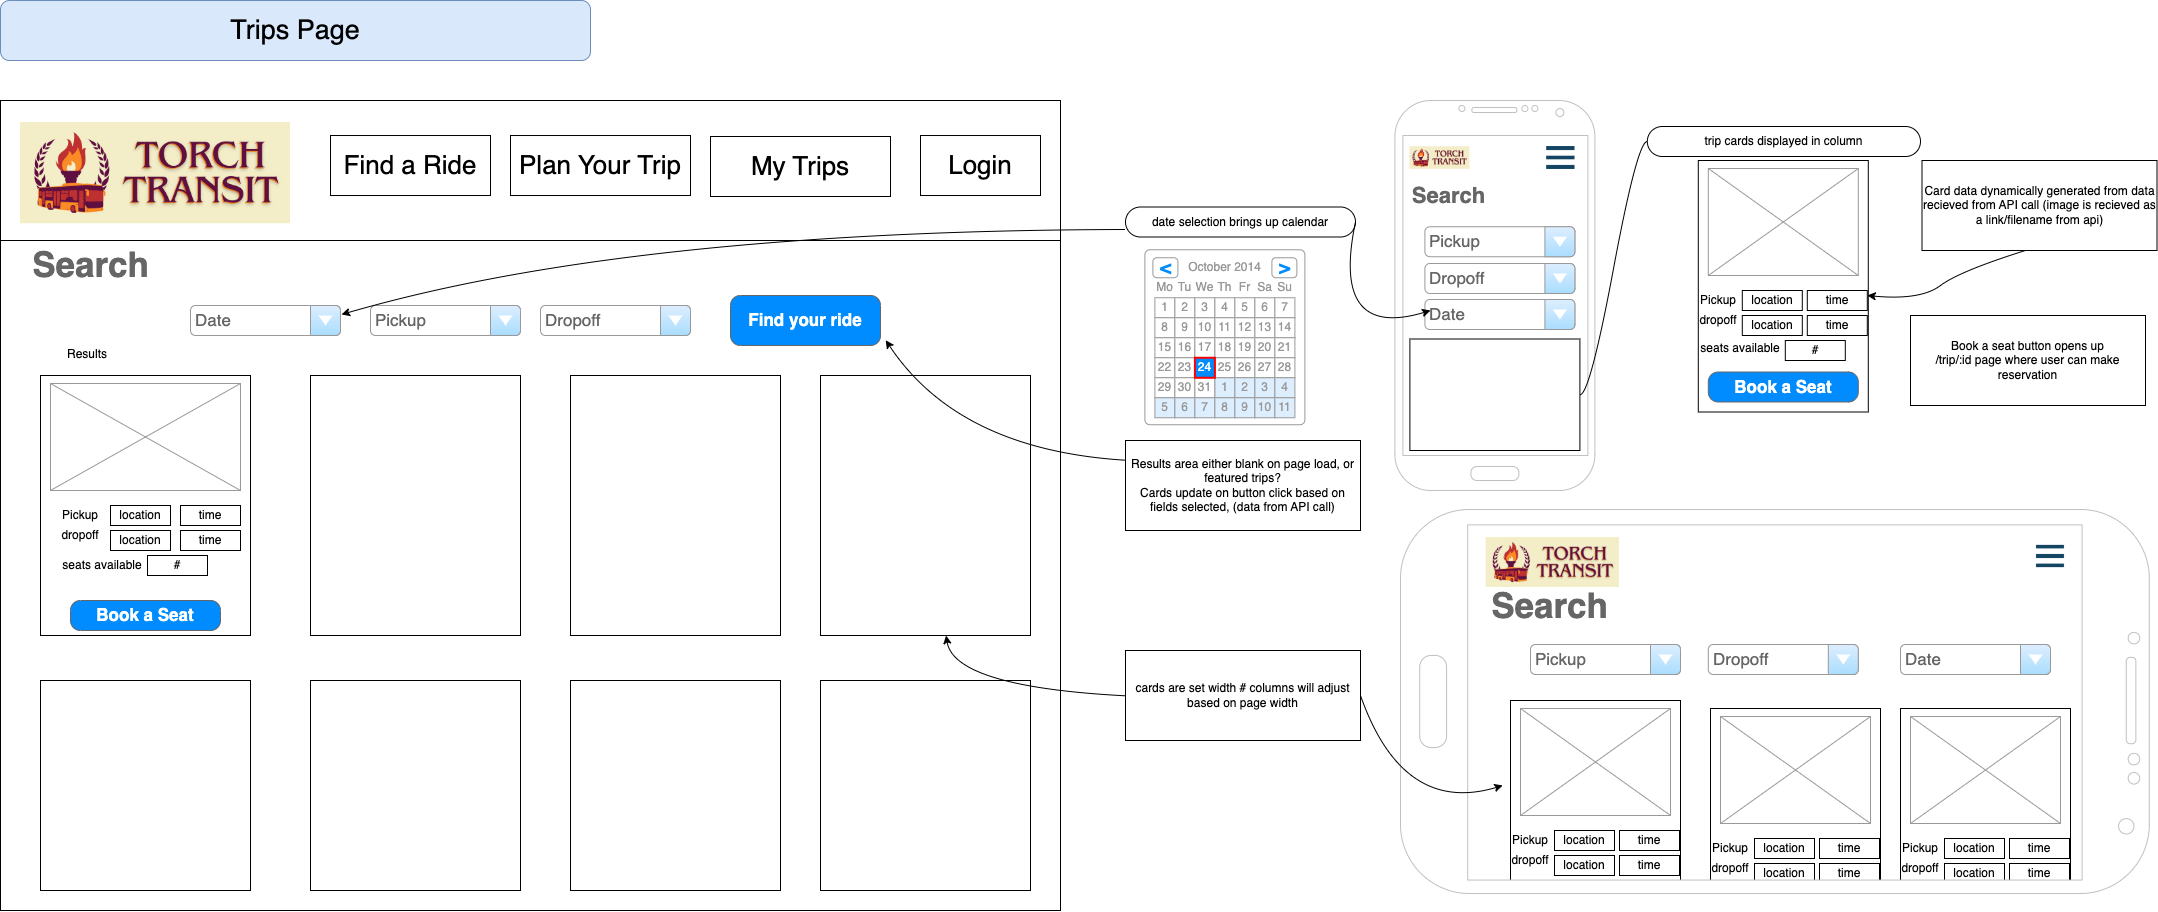 Trips Page
TORCH
TRANSIT
Find a Ride
Plan Your Trip
My Trips
Login
Search
Date
Pickup
Dropoff
Find your ride
Results
Pickup
location
time
dropoff
location
time
seats available
#
Book a Seat
date selection brings up calendar
<
October 2014
>
Mo Tu We Th Fr Sa Su
1 2 3 4 5 6 7
8 9 10 11 12 13 14
15 16 17 18 19 20 21
22 23 24 25 26 27 28
29 30 31 1 2 3 4
5 6 7 8 9 10 11
Results area either blank on page load, or
featured trips?
Cards update on button click based on
fields selected, (data from API call)
cards are set width # columns will adjust
based on page width
TORCH
TRANSIT
Search
Pickup
Dropoff
Date
trip cards displayed in column
Pickup
location
time
dropoff
location
time
seats available
#
Book a Seat
Card data dynamically generated from data
recieved from API call (image is recieved as
a link/filename from api)
Book a seat button opens up
/trip/:id page where user can make
reservation
TORCH
TRANSIT
Search
Pickup
Dropoff
Date
Pickup
location
time
dropoff
location
time
Pickup
location
time
dropoff
location
time
Pickup
location
time
dropoff
location
time